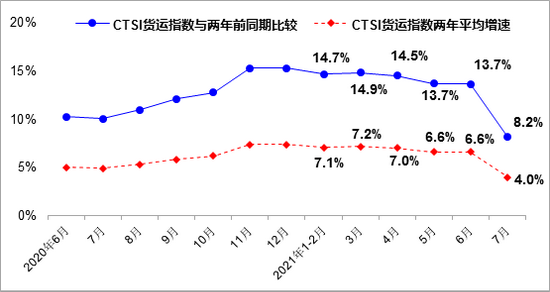 20%
15%
10%
5%
0%
CTSI货运指数与两年前同期比较
CTSI货运指数两年平均增速
14.7%
14.9%
14.5%
13.7%
13.7%
8.2%
7.1%
7.2%
7.0%
6.6%
6.6%
4.0%
2020年6月
7月
8月
9月
10月
11月
12月
2021年1-2月
3月
4月
5月
6月
7月